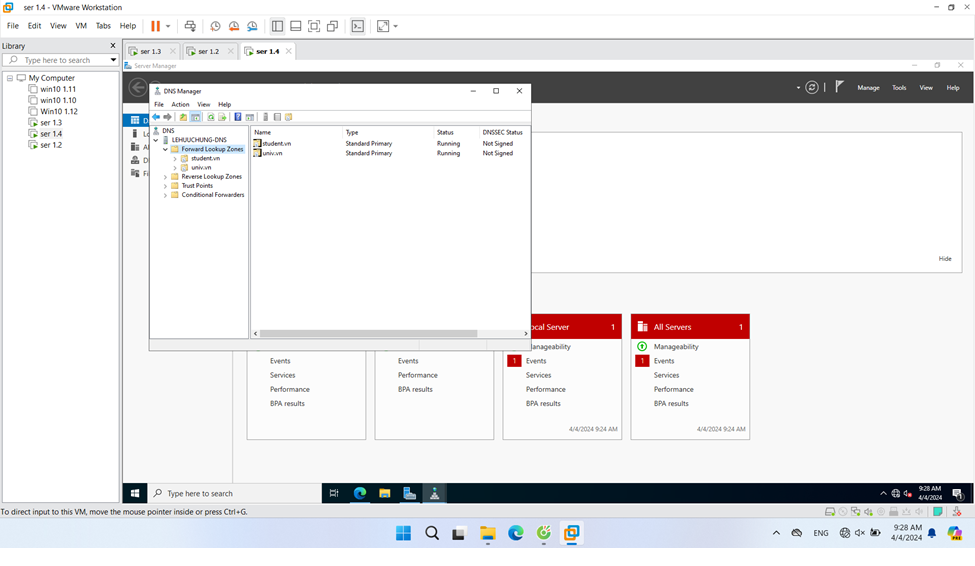 ser 1.4 - VMware Workstation
File Edit View VM Tabs Help
Library
Type here to search
My Computer
win10 1.11
win10 1.10
Win10 1.12
ser 1.3
ser 1.4
ser 1.2
ser 1.3 ser 1.2 ser 1.4
Server Manager
Manage Tools View Help
DNS Manager
File Action View Help
DNS
LEHUUCHUNG-DNS
Forward Lookup Zones
student.vn
univ.vn
Reverse Lookup Zones
Trust Points
Conditional Forwarders
Name Type Status DNSSEC Status
student.vn Standard Primary Running Not Signed
univ.vn Standard Primary Running Not Signed
D
Lo
Al
D
Fi
Hide
Events
Services
Performance
BPA results
Events
Performance
BPA results
ocal Server 1
anageability
1 Events
Services
Performance
BPA results
4/4/2024 9:24 AM
All Servers 1
Manageability
1 Events
Services
Performance
BPA results
4/4/2024 9:24 AM
Type here to search
9:28 AM
4/4/2024
To direct input to this VM, move the mouse pointer inside or press Ctrl+G.
ENG
9:28 AM
4/4/2024